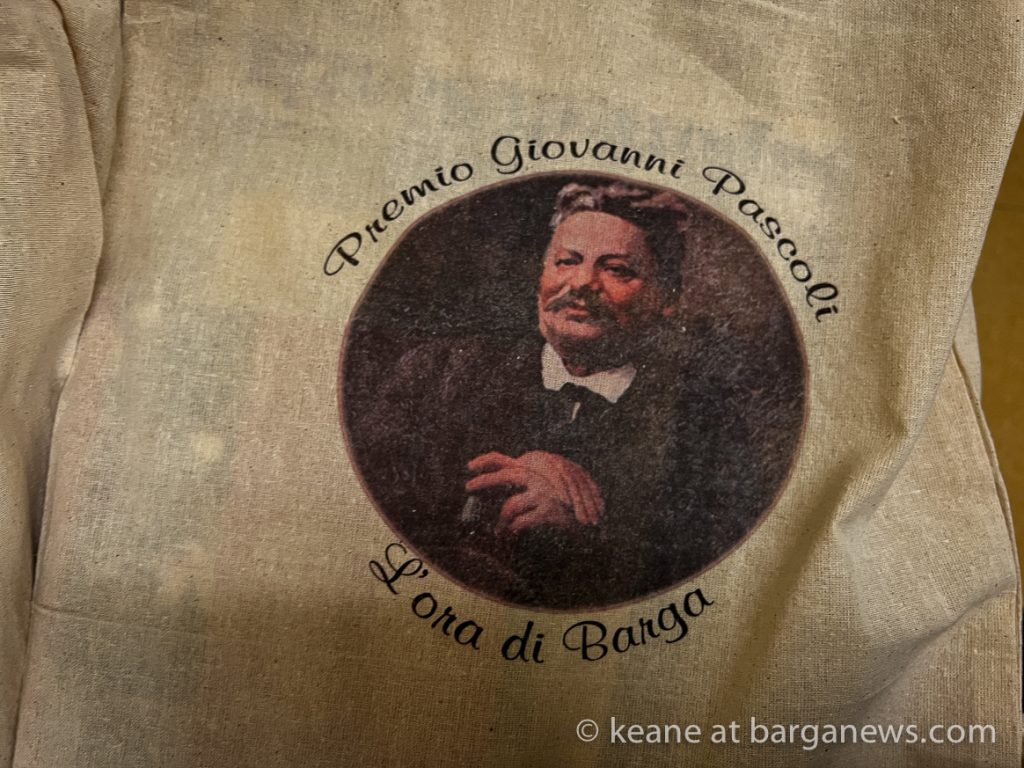 Premio Giovanni Pascoli
L'ora di Barga
© keane at barganews.com